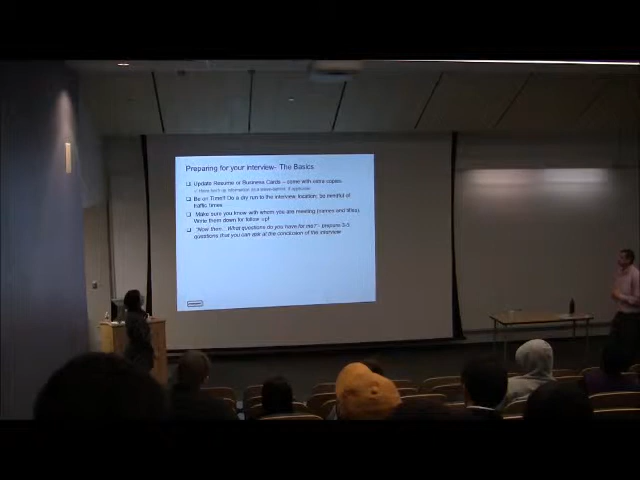 Preparing for your interview- The Basics
Update Resume or Business Cards – come with extra copies
Be on Time!! Do a dry run to the interview location; be mindful of
traffic times
Make sure you know with whom you are meeting (names and titles).
Write them down for follow up!
"Now then... What questions do you have for me?"- prepare 3-5
questions that you can ask at the conclusion of the interview